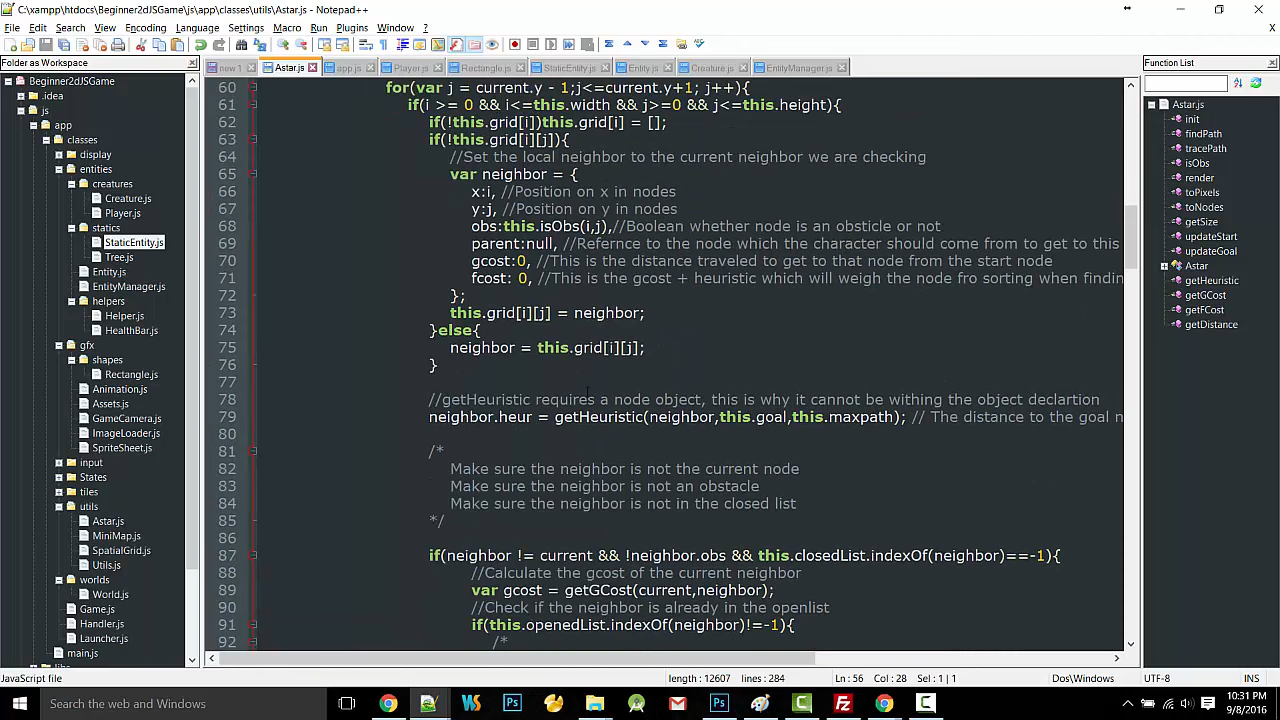 C:\xampp\htdocs\Beginner2dJSGame\js\app\classes\utils\Astar.js - Notepad++
File Edit Search View Encoding Language Settings Macro Run Plugins Window ?
X
Folder as Workspace
new 1 Astar.js app.js Player.js Rectangle.js StaticEntity.js Entity.js Creature.js EntityManager.js
Function List
Beginner2dJSGame
idea
js
app
classes
display
entities
creatures
Creature.js
Player.js
statics
StaticEntity.js
Tree.js
Entity.js
EntityManager.js
helpers
Helper.js
HealthBar.js
gfx
shapes
Rectangle.js
Animation.js
Assets.js
GameCamera.js
ImageLoader.js
SpriteSheet.js
input
States
tiles
utils
Astar.js
MiniMap.js
SpatialGrid.js
Utils.js
worlds
World.js
Game.js
Handler.js
Launcher.js
main.js
libs
60 for(var j = current.y - 1;j<=current.y+1; j++){
61 if(i >= 0 && i<=this.width && j>=0 && j<=this.height){
62 if(!this.grid[i])this.grid[i] = [];
63 if(!this.grid[i][j]){
64 //Set the local neighbor to the current neighbor we are checking
65 var neighbor = {
66 x:i, //Position on x in nodes
67 y:j, //Position on y in nodes
68 obs:this.isObs(i,j),//Boolean whether node is an obsticle or not
69 parent:null, //Refernce to the node which the character should come from to get to this
70 gcost:0, //This is the distance traveled to get to that node from the start node
71 fcost: 0, //This is the gcost + heuristic which will weigh the node fro sorting when findin
72 };
73 this.grid[i][j] = neighbor;
74 }else{
75 neighbor = this.grid[i][j];
76 }
77
78 //getHeuristic requires a node object, this is why it cannot be withing the object declartion
79 neighbor.heur = getHeuristic(neighbor,this.goal,this.maxpath); // The distance to the goal n
80
81 /*
82 Make sure the neighbor is not the current node
83 Make sure the neighbor is not an obstacle
84 Make sure the neighbor is not in the closed list
85 */
86
87 if(neighbor != current && !neighbor.obs && this.closedList.indexOf(neighbor)==-1){
88 //Calculate the gcost of the current neighbor
89 var gcost = getGCost(current,neighbor);
90 //Check if the neighbor is already in the openlist
91 if(this.openedList.indexOf(neighbor)!=-1){
92 /*
Astar.js
init
findPath
tracePath
isObs
render
toPixels
toNodes
getSize
updateStart
updateGoal
Astar
getHeuristic
getGCost
getFCost
getDistance
JavaScript file length : 12607 lines : 284 Ln : 56 Col : 28 Sel : 1 | 1 Dos\Windows UTF-8 INS
Search the web and Windows
10:31 PM
9/8/2016